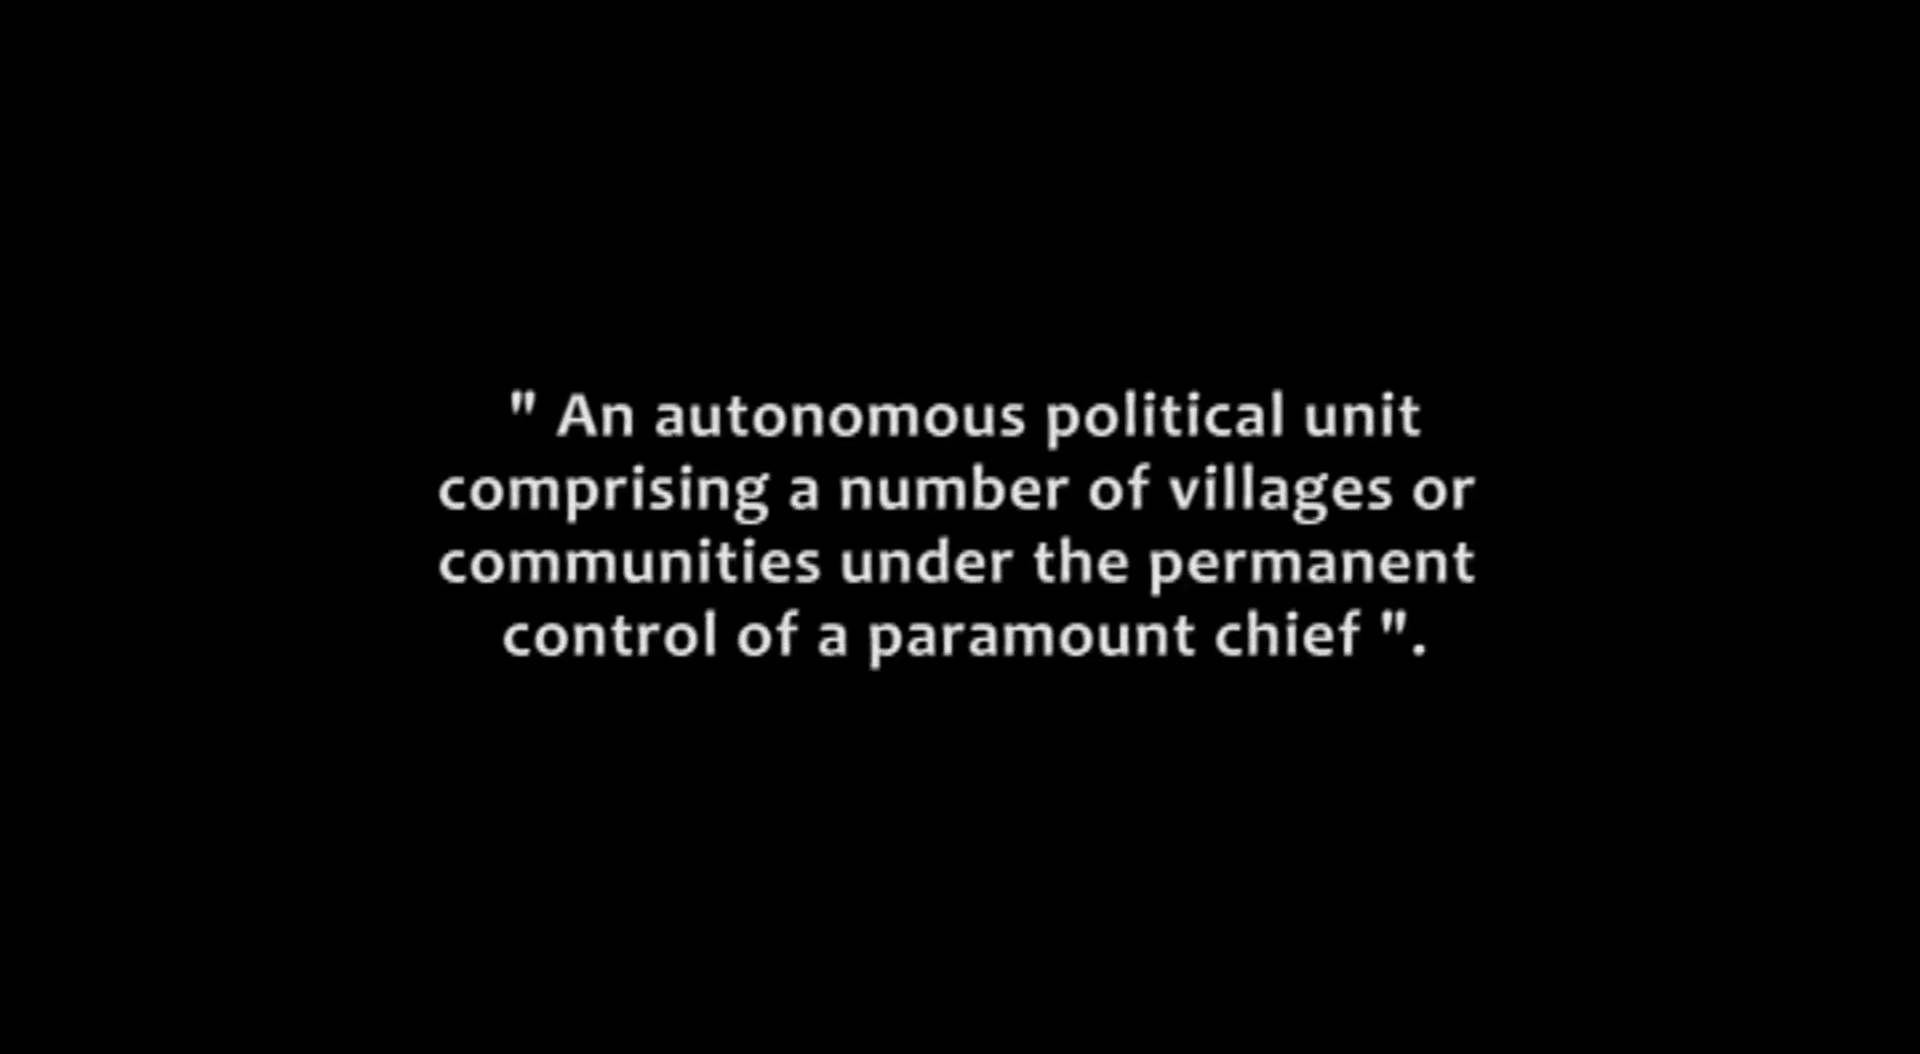 " An autonomous political unit
comprising a number of villages or
communities under the permanent
control of a paramount chief ".